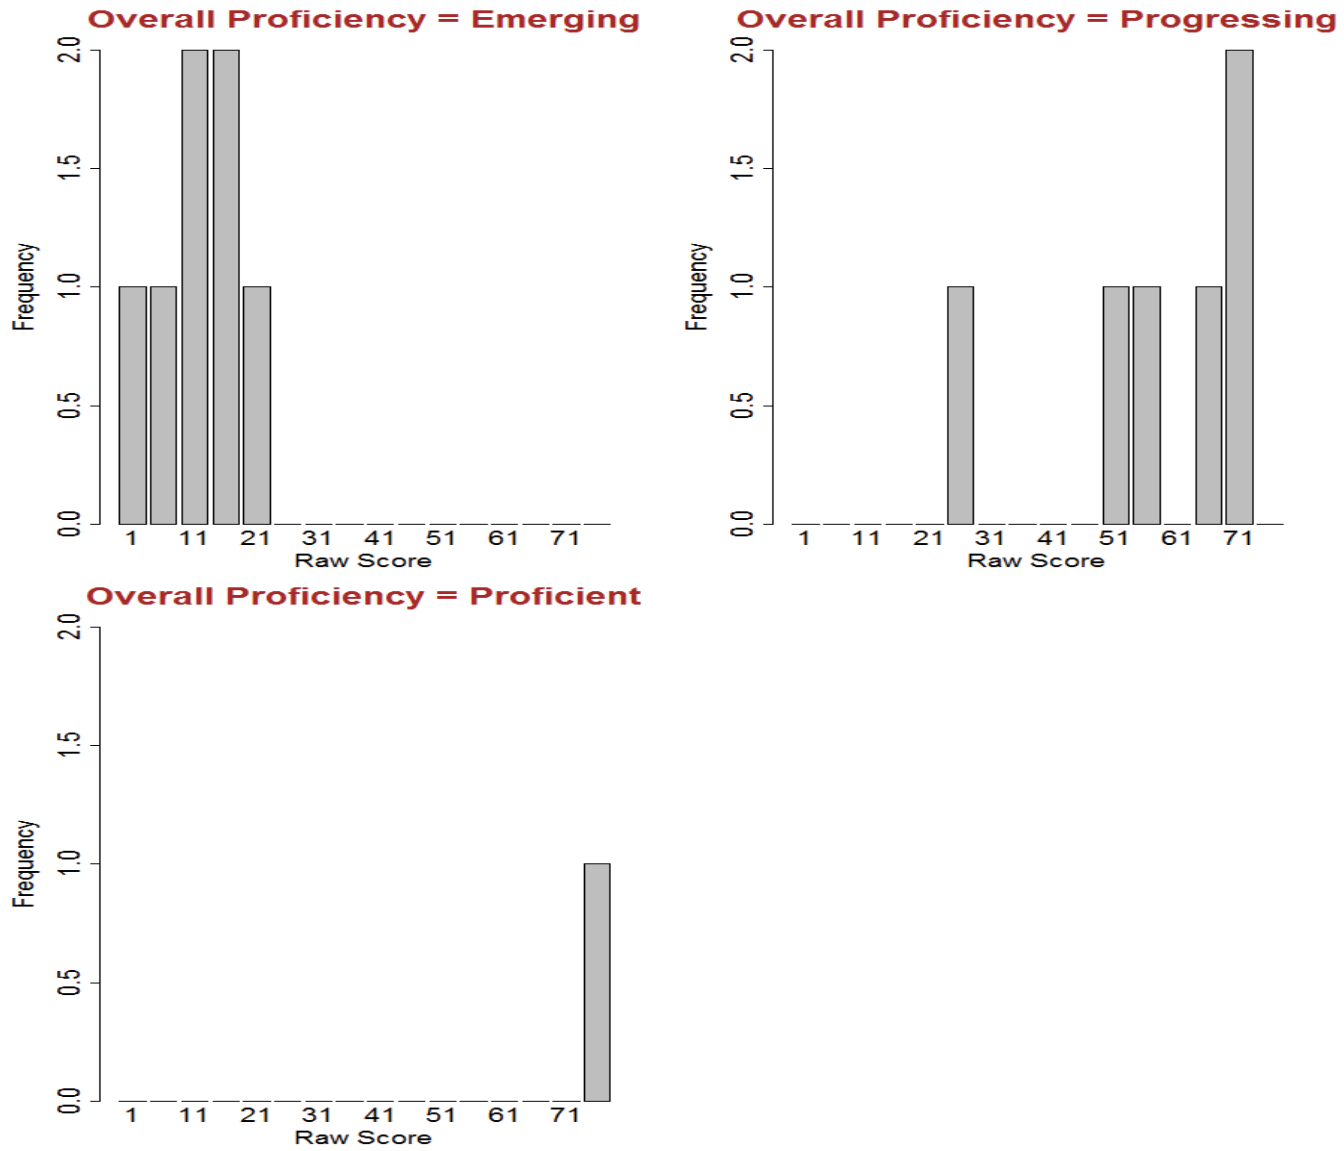 Overall Proficiency = Emerging
2.0
1.5
1.0
0.5
0.0
Frequency
1 11 21 31 41 51 61 71
Raw Score
Overall Proficiency = Progressing
2.0
1.5
1.0
0.5
0.0
Frequency
1 11 21 31 41 51 61 71
Raw Score
Overall Proficiency = Proficient
2.0
1.5
1.0
0.5
0.0
Frequency
1 11 21 31 41 51 61 71
Raw Score